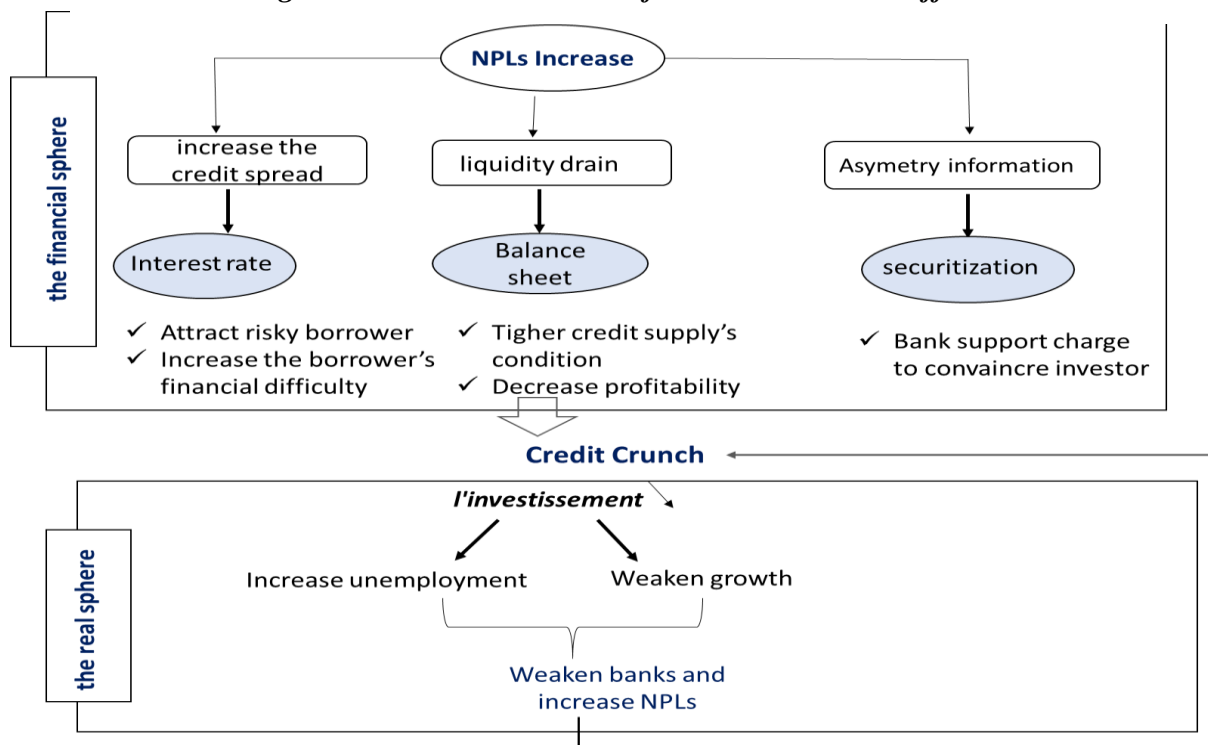 NPLs Increase
the financial sphere
increase the
credit spread
liquidity drain
Asymetry information
Interest rate
Balance
sheet
securitization
✓ Attract risky borrower
✓ Increase the borrower's
financial difficulty
✓ Tigher credit supply's
condition
✓ Decrease profitability
✓ Bank support charge
to convaincre investor
Credit Crunch
the real sphere
l'investissement
Increase unemployment
Weaken growth
Weaken banks and
increase NPLs